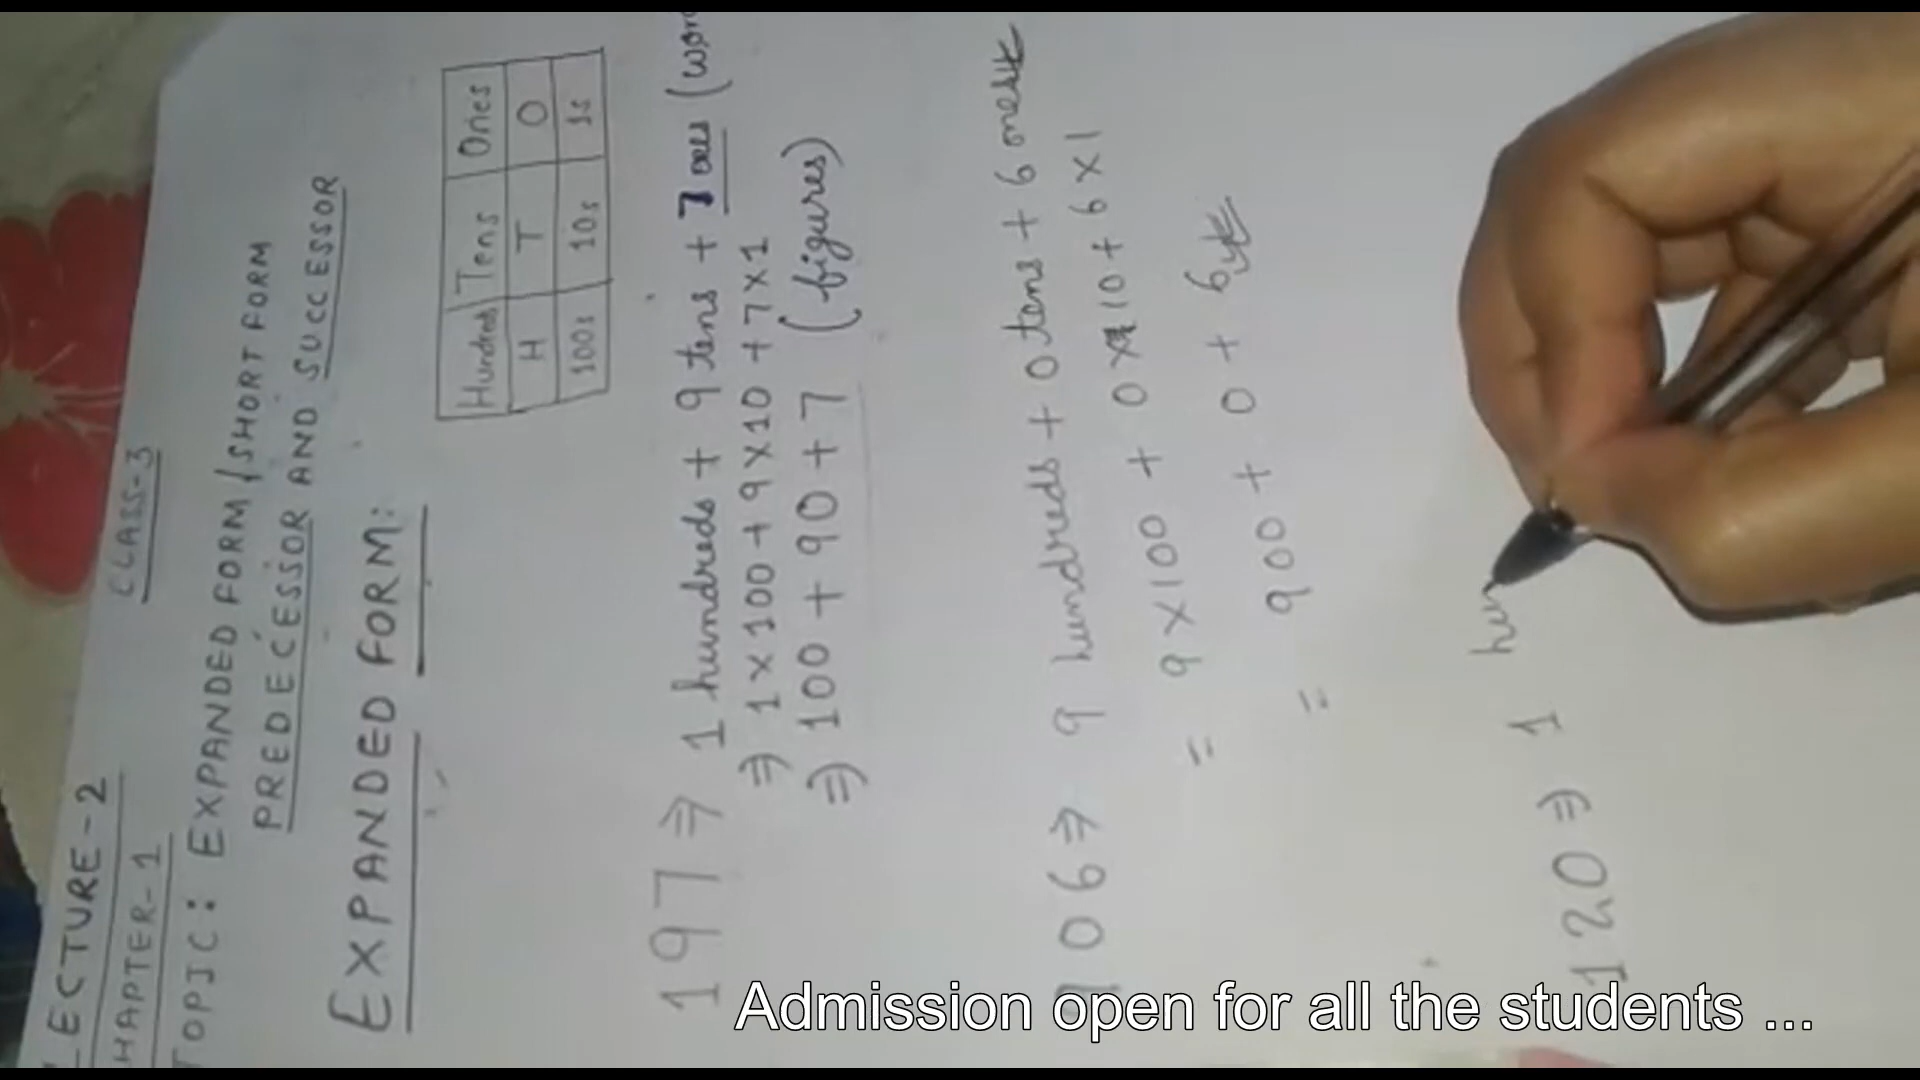 LECTURE-2
CHAPTER-1
CLASS-3
TOPIC: EXPANDED FORM/SHORT FORM
PREDECESSOR AND SUCCESSOR
EXPANDED FORM:
Hundreds Tens Ones
H T O
100s 10s 1s
197 ⇒ 1 hundreds + 9 tens + 7 ones
⇒ 1 × 100 + 9 × 10 + 7 × 1
⇒ 100 + 90 + 7 (figures)
906 ⇒ 9 hundreds + 0 tens + 6 ones
= 9 × 100 + 0 × 10 + 6 × 1
= 900 + 0 + 6
120 ⇒ 1 hun
Admission open for all the students ...